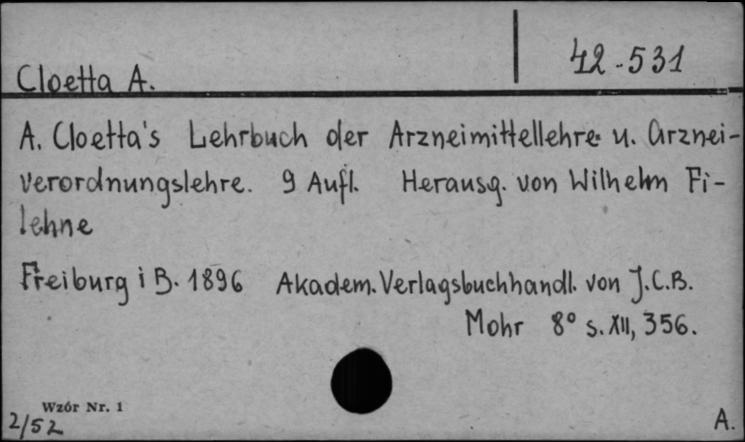 42-531
Cloetta A.
A. Cloetta's Lehrbuch der Arzneimittellehre u. Arznei-
verordnungslehre. 9 Aufl. Herausg. von Wilhelm Fi-
lehne
Freiburg i B. 1896 Akadem. Verlagsbuchhandl. von J.C.B.
Mohr 8° s. XII, 356.
Wzór Nr. 1
2/52
A.